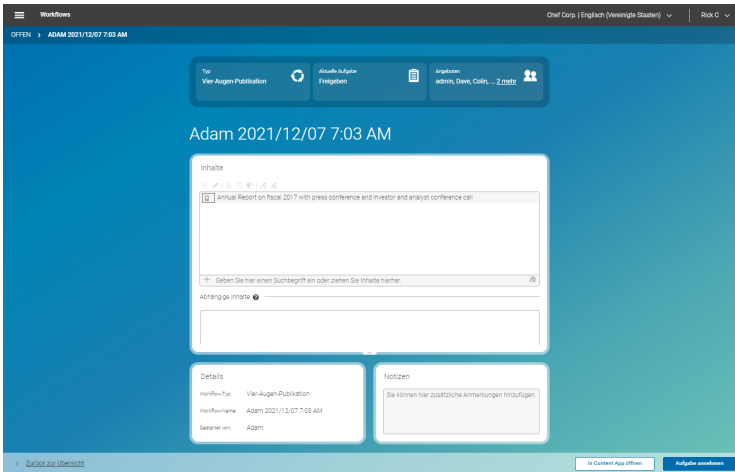 Workflows
Chef Corp. | Englisch (Vereinigte Staaten)
Rick C
OFFEN > ADAM 2021/12/07 7:03 AM
Typ
Vier-Augen-Publikation
Aktuelle Aufgabe
Freigeben
Angeboten
admin, Dave, Colin, ... 2 mehr
Adam 2021/12/07 7:03 AM
Inhalte
Annual Report on fiscal 2017 with press conference and investor and analyst conference call
Geben Sie hier einen Suchbegriff ein oder ziehen Sie Inhalte hierher.
Abhängige Inhalte
Details
Workflow-Typ: Vier-Augen-Publikation
Workflow-Name: Adam 2021/12/07 7:03 AM
Gestartet von: Adam
Notizen
Sie können hier zusätzliche Anmerkungen hinzufügen.
< Zurück zur Übersicht
In Content App öffnen
Aufgabe annehmen